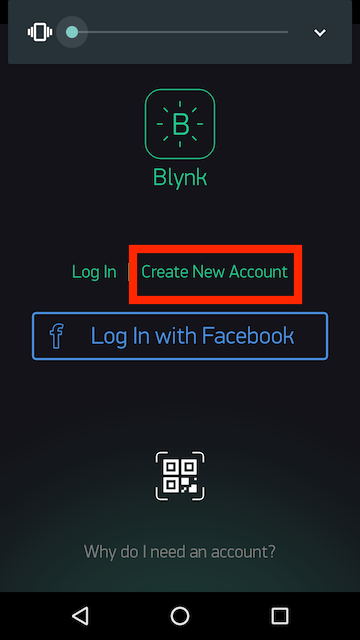 B
Blynk
Log In | Create New Account
f Log In with Facebook
Why do I need an account?